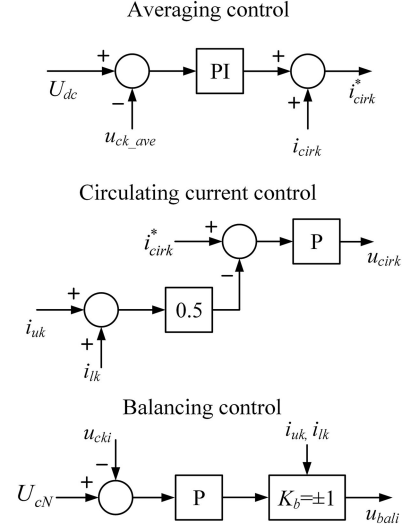 Averaging control
+ PI +
U_dc − + i*_cirk
u_ck_ave i_cirk
Circulating current control
i*_cirk + P
− u_cirk
+ 0.5
i_uk +
i_lk
Balancing control
u_cki i_uk, i_lk
−
U_cN + P K_b=±1
u_bali